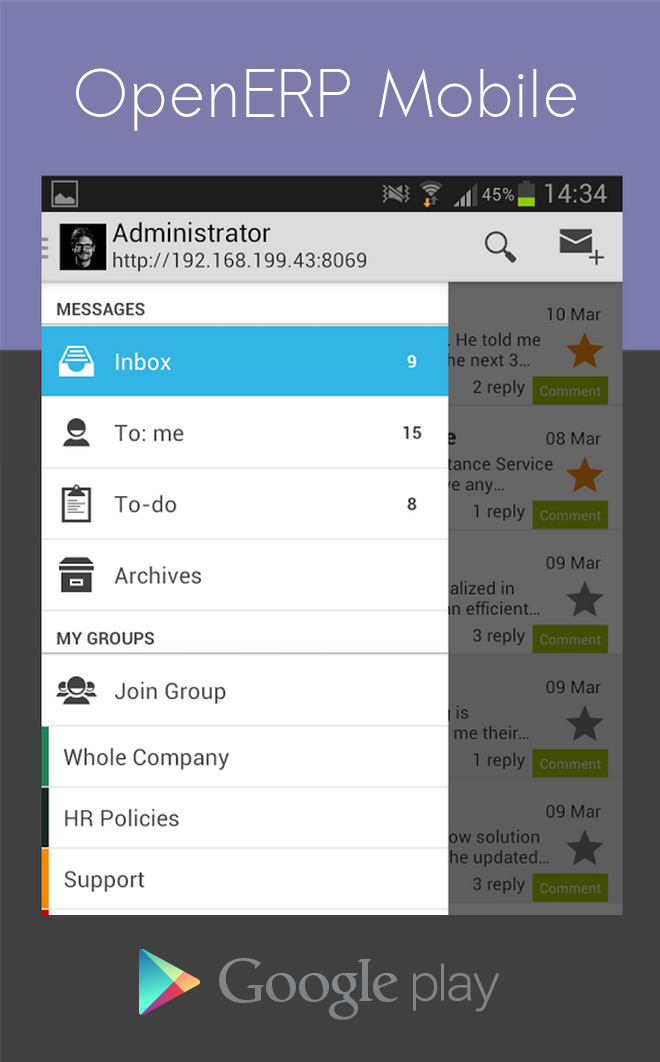 OpenERP Mobile
45% 14:34
Administrator
http://192.168.199.43:8069
MESSAGES
Inbox 9
To: me 15
To-do 8
Archives
MY GROUPS
Join Group
Whole Company
HR Policies
Support
10 Mar
. He told me
he next 3...
2 reply Comment
e 08 Mar
tance Service
ve any...
1 reply Comment
09 Mar
alized in
n efficient...
3 reply Comment
09 Mar
g is
me their...
1 reply Comment
09 Mar
ow solution
he updated...
3 reply Comment
Google play